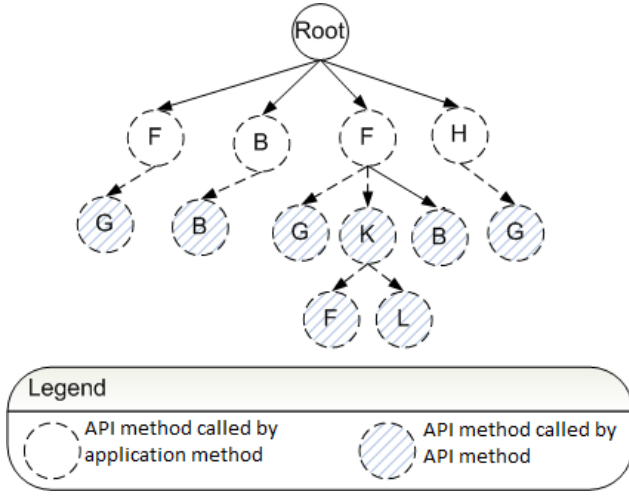 Root
F B F H
G B G K B G
F L
Legend
API method called by
application method
API method called by
API method